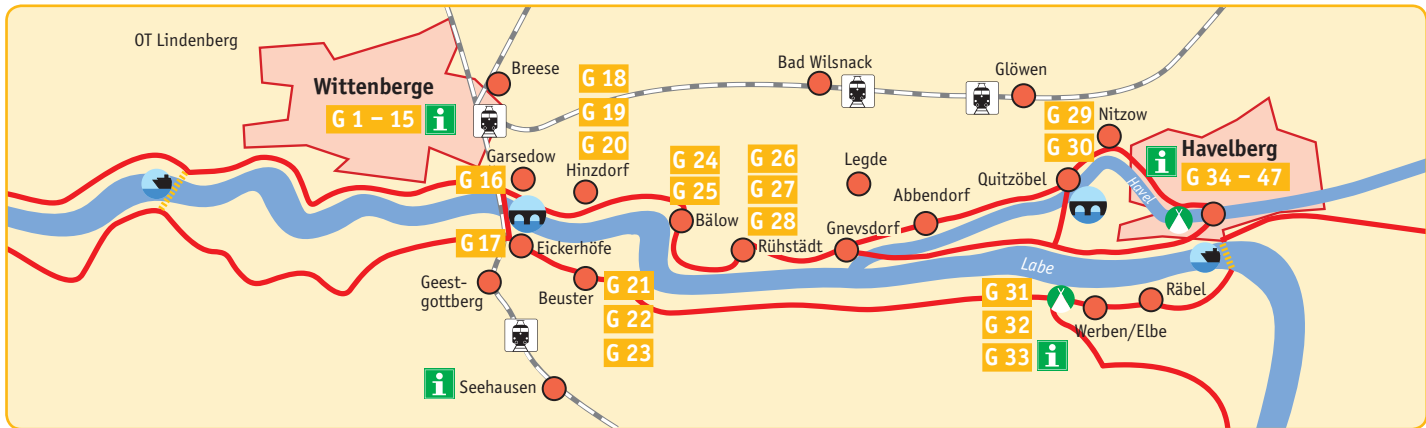 OT Lindenberg
Wittenberge
G 1 – 15
i
Breese
G 18
G 19
G 20
Bad Wilsnack
Glöwen
G 29
G 30
Nitzow
i
Havelberg
G 34 – 47
Garsedow
G 16
Hinzdorf
G 24
G 25
Bälow
G 26
G 27
G 28
Rühstädt
Legde
Abbendorf
Gnevsdorf
Quitzöbel
Havel
G 17
Eickerhöfe
Geest-
gottberg
Beuster
G 21
G 22
G 23
Labe
G 31
G 32
G 33
i
Räbel
Werben/Elbe
i
Seehausen